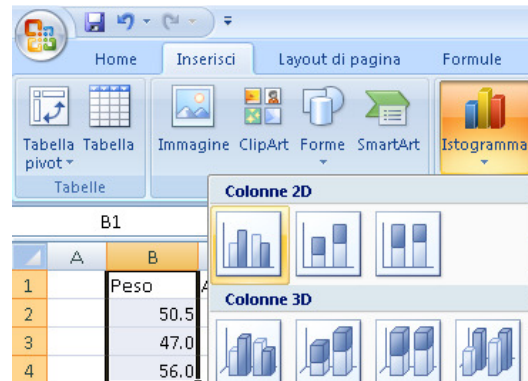 Home Inserisci Layout di pagina Formule
Tabella pivot Tabella Immagine ClipArt Forme SmartArt Istogramma
Tabelle
Colonne 2D
B1
A B
1 Peso
Colonne 3D
2 50.5
3 47.0
4 56.0